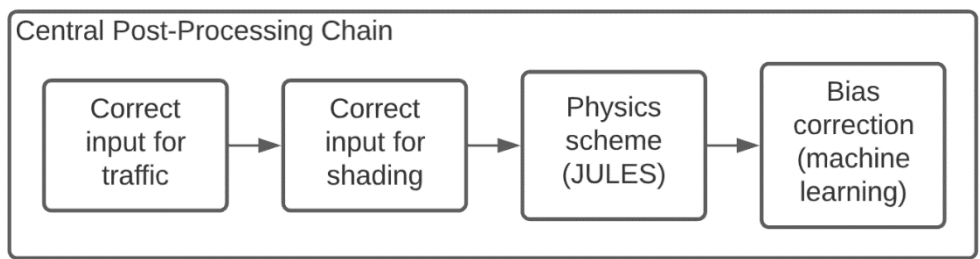 Central Post-Processing Chain
Correct
input for
traffic
Correct
input for
shading
Physics
scheme
(JULES)
Bias
correction
(machine
learning)